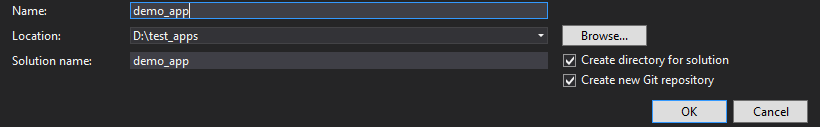 Name: demo_app
Location: D:\test_apps Browse...
Solution name: demo_app Create directory for solution
Create new Git repository
OK Cancel